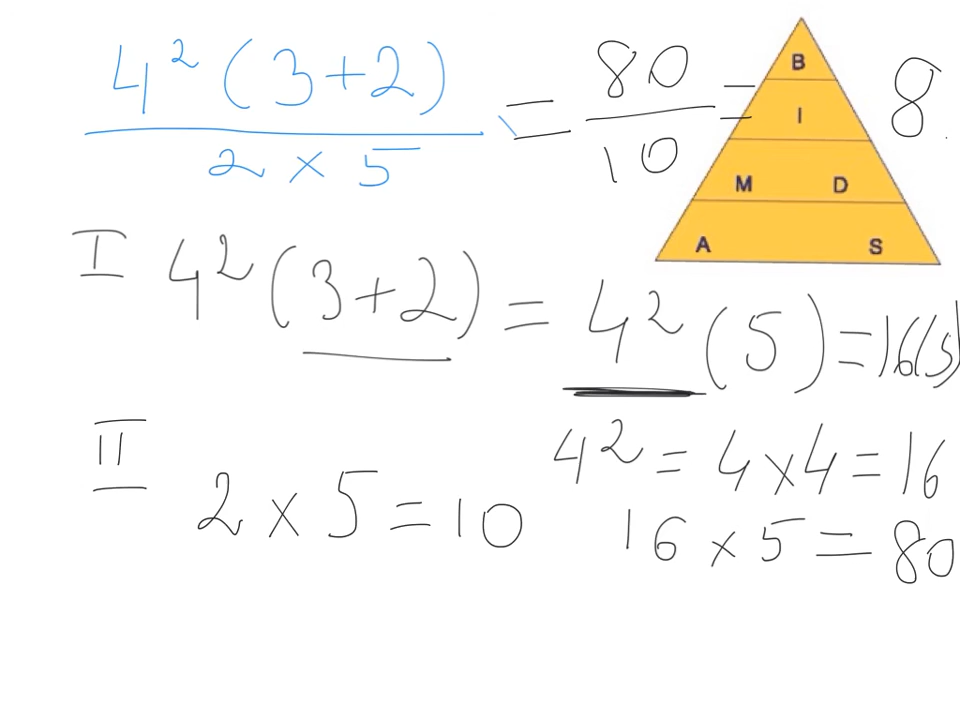 4² (3+2) / 2 × 5 = 80 / 10 = 8
B
I
M D
A S
I 4² (3+2) = 4² (5) = 16(5)
4² = 4×4 = 16
II 2 × 5 = 10
16 × 5 = 80